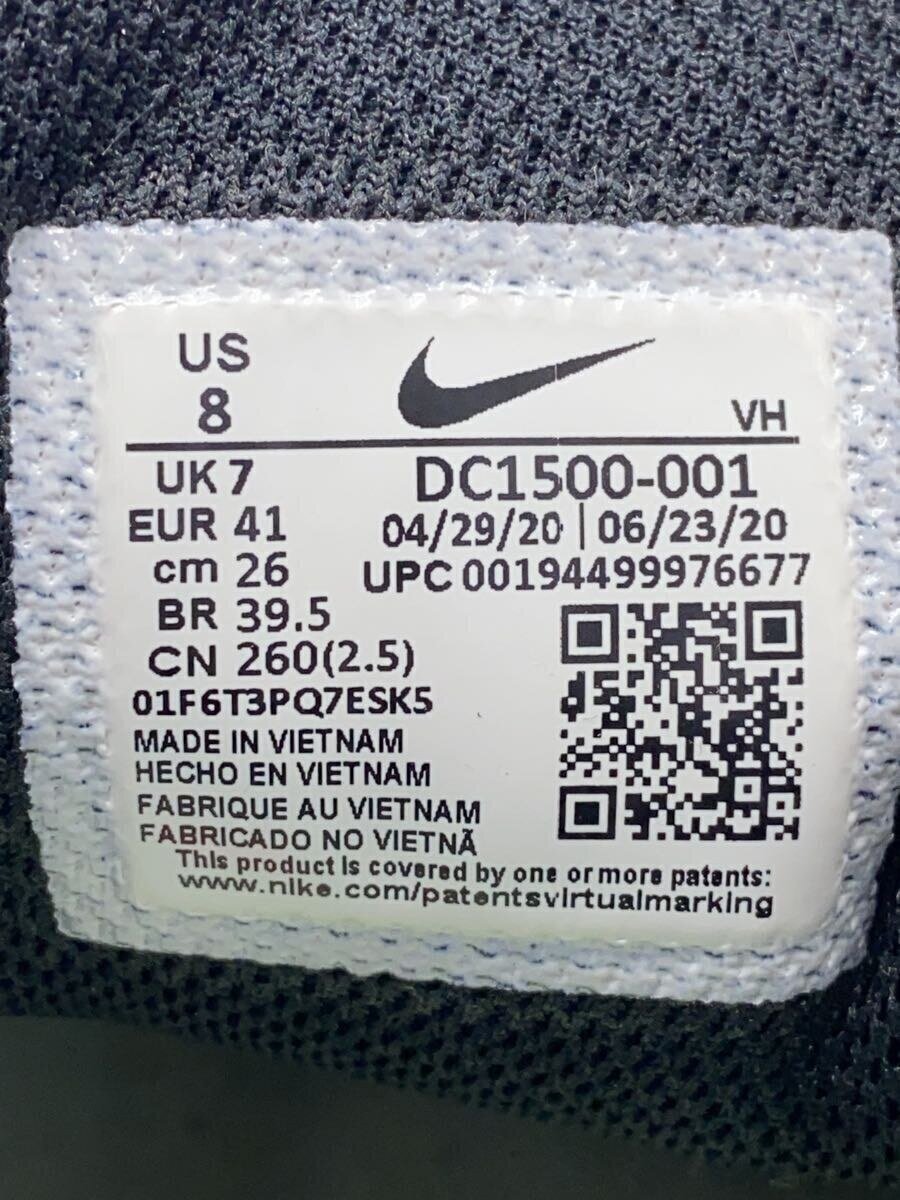 US
8
VH
UK 7
DC1500-001
EUR 41
04/29/20 | 06/23/20
cm 26
UPC 00194499976677
BR 39.5
CN 260(2.5)
01F6T3PQ7ESK5
MADE IN VIETNAM
HECHO EN VIETNAM
FABRIQUE AU VIETNAM
FABRICADO NO VIETNÃ
This product is covered by one or more patents:
www.nike.com/patentsvirtualmarking